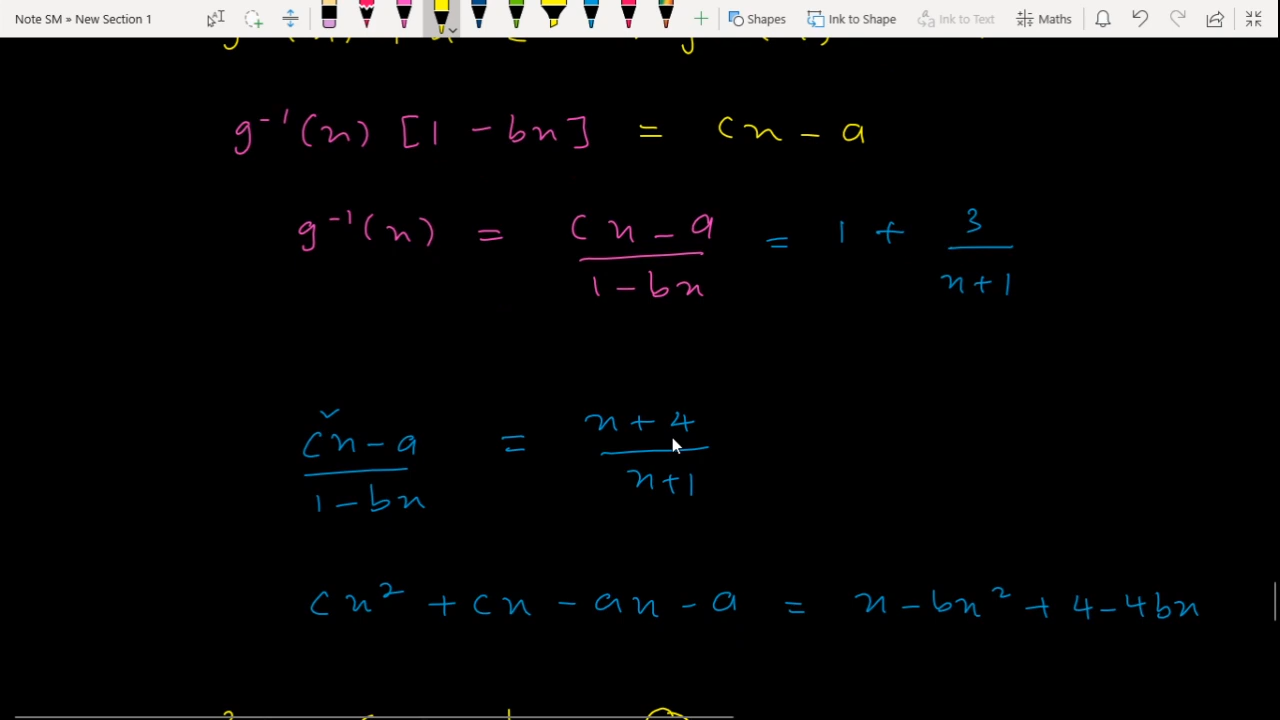 Note SM » New Section 1 Shapes Ink to Shape Ink to Text Maths
g⁻¹(x) [1 - bx] = cx - a
g⁻¹(x) = (cx - a)/(1 - bx) = 1 + 3/(x+1)
(cx - a)/(1 - bx) = (x + 4)/(x+1)
cx² + cx - ax - a = x - bx² + 4 - 4bx